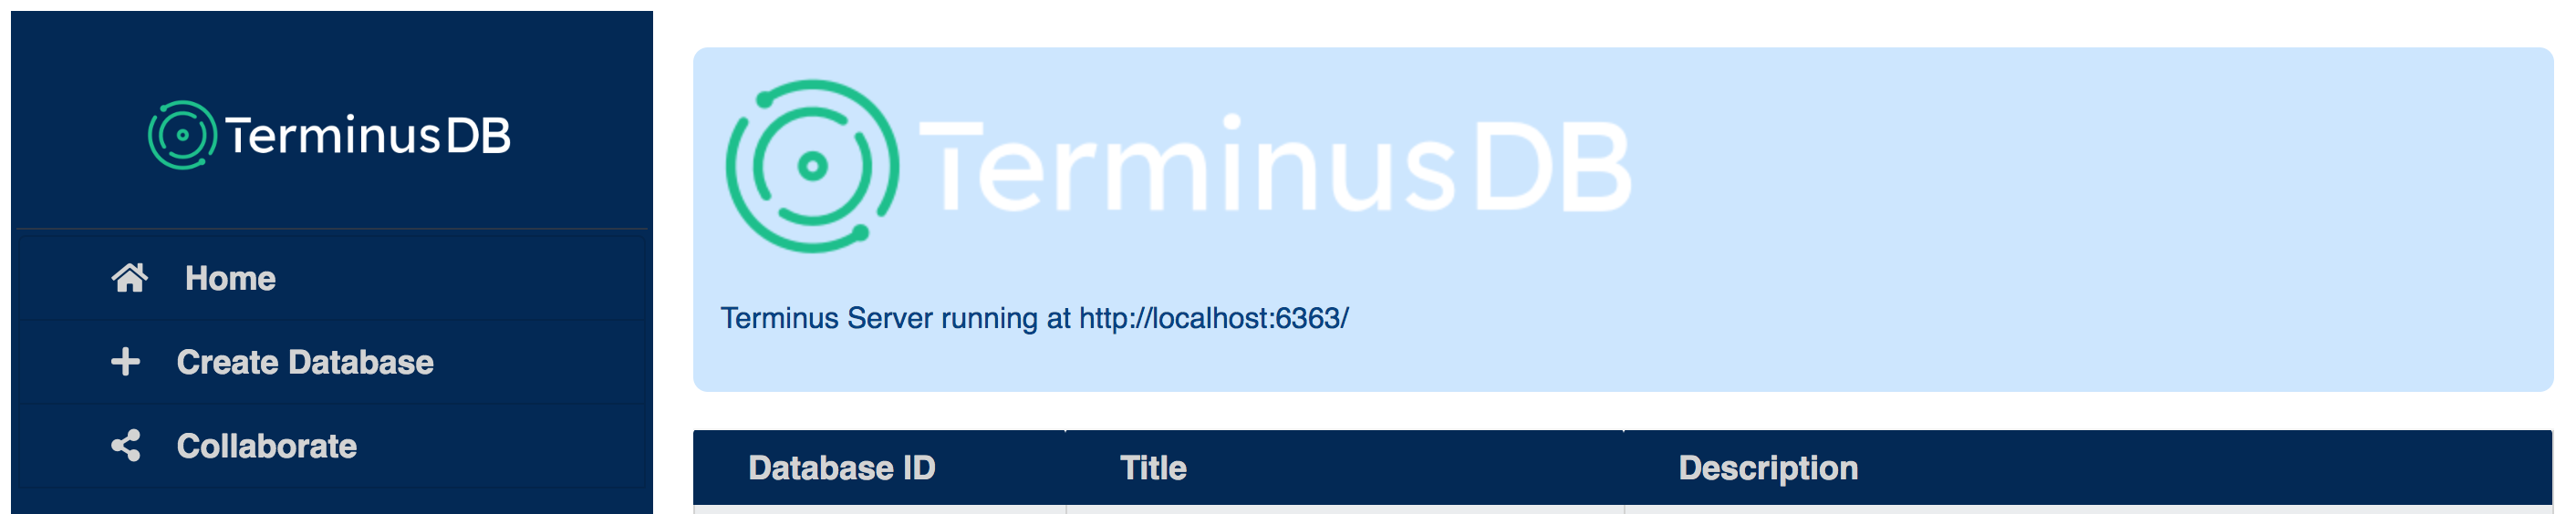 TerminusDB
Home
Create Database
Collaborate
TerminusDB
Terminus Server running at http://localhost:6363/
Database ID Title Description